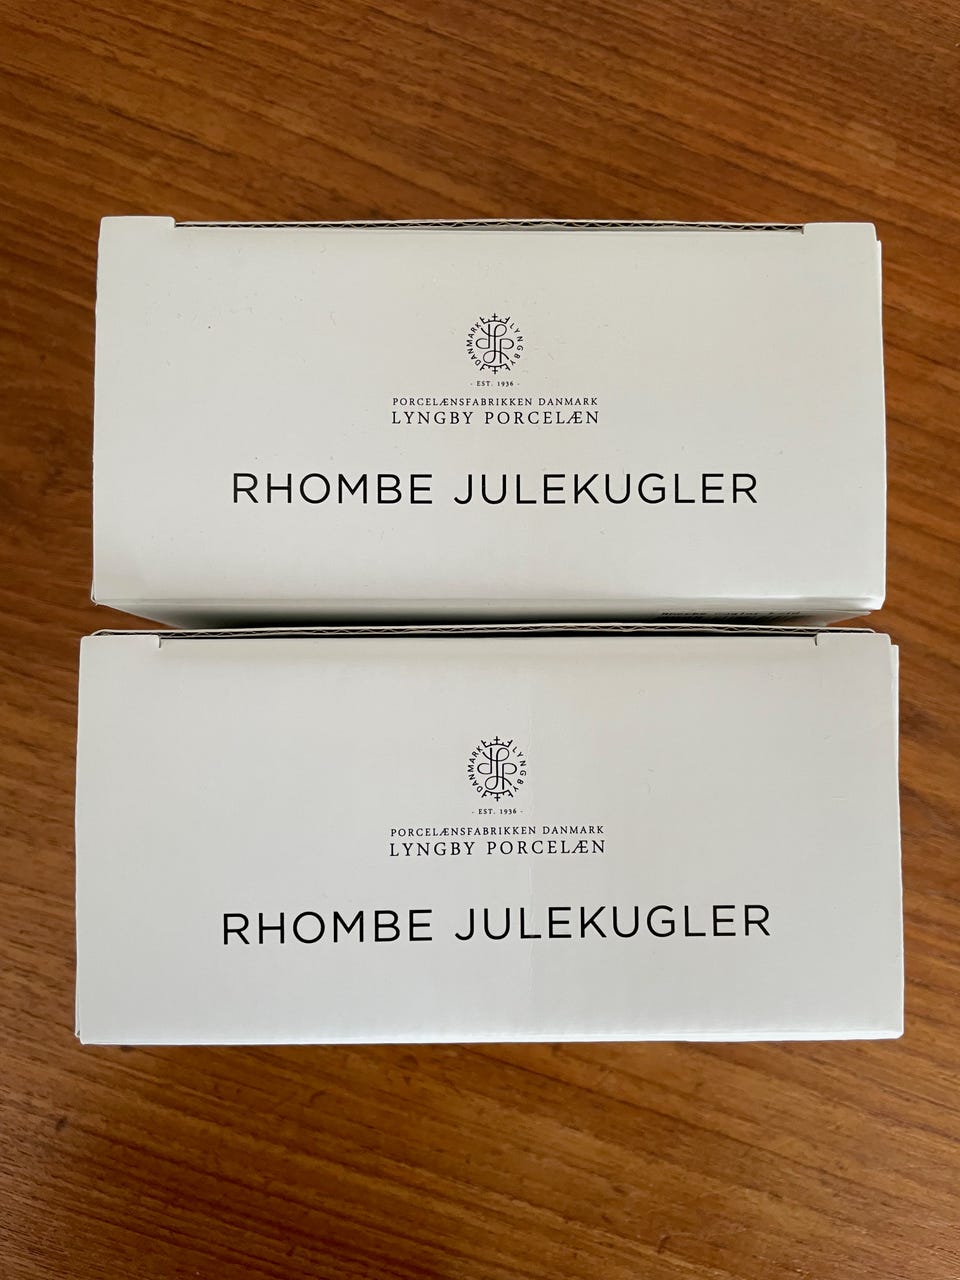 DANMARK LYNGBY
- EST. 1936 -
PORCELÆNSFABRIKKEN DANMARK
LYNGBY PORCELÆN
RHOMBE JULEKUGLER
DANMARK LYNGBY
- EST. 1936 -
PORCELÆNSFABRIKKEN DANMARK
LYNGBY PORCELÆN
RHOMBE JULEKUGLER